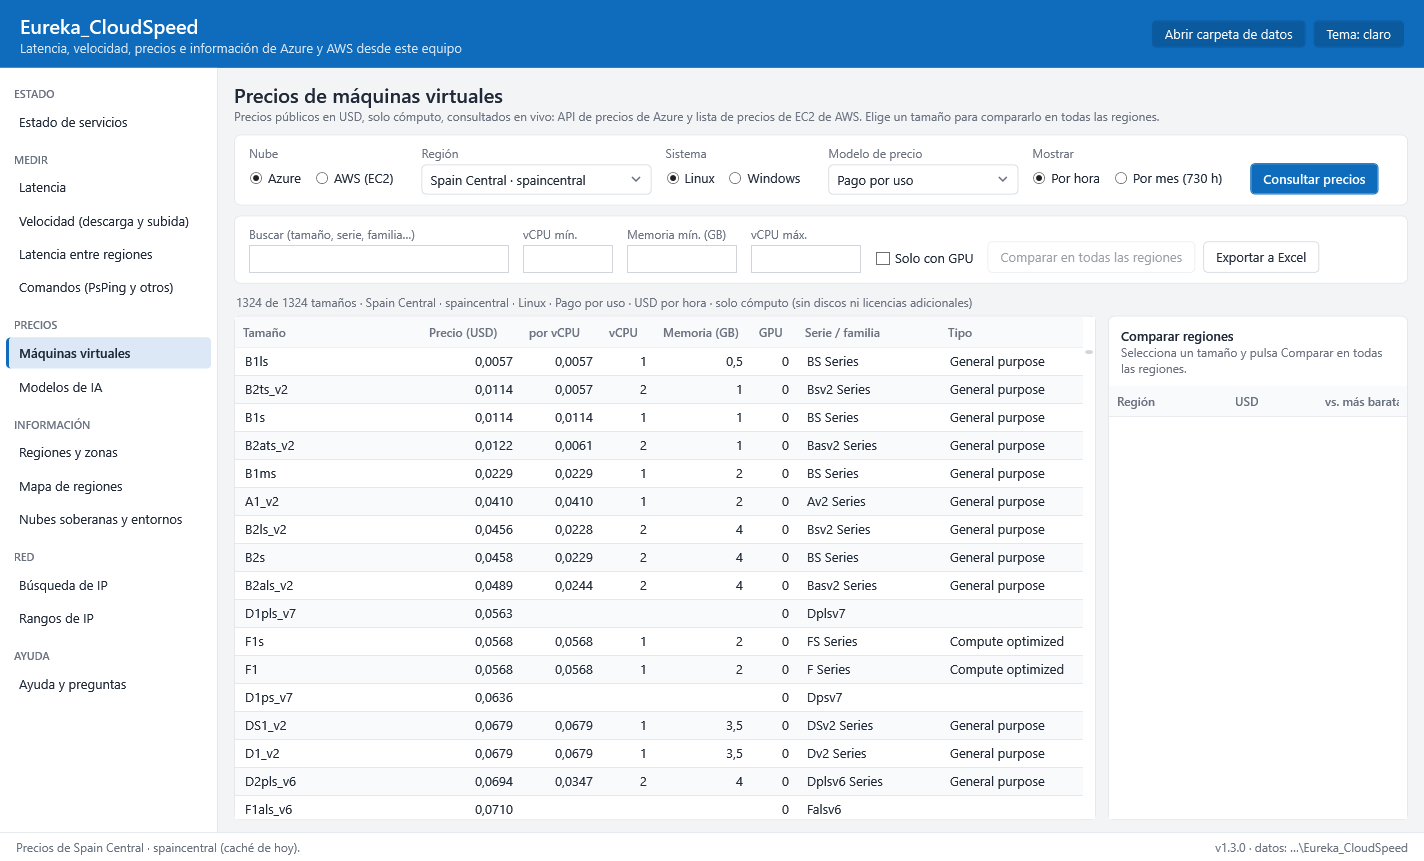 Eureka_CloudSpeed
Latencia, velocidad, precios e información de Azure y AWS desde este equipo
Abrir carpeta de datos
Tema: claro
ESTADO
Estado de servicios
MEDIR
Latencia
Velocidad (descarga y subida)
Latencia entre regiones
Comandos (PsPing y otros)
PRECIOS
Máquinas virtuales
Modelos de IA
INFORMACIÓN
Regiones y zonas
Mapa de regiones
Nubes soberanas y entornos
RED
Búsqueda de IP
Rangos de IP
AYUDA
Ayuda y preguntas
Precios de máquinas virtuales
Precios públicos en USD, solo cómputo, consultados en vivo: API de precios de Azure y lista de precios de EC2 de AWS. Elige un tamaño para compararlo en todas las regiones.
Nube Región Sistema Modelo de precio Mostrar
Azure AWS (EC2) Spain Central · spaincentral Linux Windows Pago por uso Por hora Por mes (730 h) Consultar precios
Buscar (tamaño, serie, familia...) vCPU mín. Memoria mín. (GB) vCPU máx.
Solo con GPU Comparar en todas las regiones Exportar a Excel
1324 de 1324 tamaños · Spain Central · spaincentral · Linux · Pago por uso · USD por hora · solo cómputo (sin discos ni licencias adicionales)
Tamaño Precio (USD) por vCPU vCPU Memoria (GB) GPU Serie / familia Tipo
B1ls 0,0057 0,0057 1 0,5 0 BS Series General purpose
B2ts_v2 0,0114 0,0057 2 1 0 Bsv2 Series General purpose
B1s 0,0114 0,0114 1 1 0 BS Series General purpose
B2ats_v2 0,0122 0,0061 2 1 0 Basv2 Series General purpose
B1ms 0,0229 0,0229 1 2 0 BS Series General purpose
A1_v2 0,0410 0,0410 1 2 0 Av2 Series General purpose
B2ls_v2 0,0456 0,0228 2 4 0 Bsv2 Series General purpose
B2s 0,0458 0,0229 2 4 0 BS Series General purpose
B2als_v2 0,0489 0,0244 2 4 0 Basv2 Series General purpose
D1pls_v7 0,0563 0 Dplsv7
F1s 0,0568 0,0568 1 2 0 FS Series Compute optimized
F1 0,0568 0,0568 1 2 0 F Series Compute optimized
D1ps_v7 0,0636 0 Dpsv7
DS1_v2 0,0679 0,0679 1 3,5 0 DSv2 Series General purpose
D1_v2 0,0679 0,0679 1 3,5 0 Dv2 Series General purpose
D2pls_v6 0,0694 0,0347 2 4 0 Dplsv6 Series General purpose
F1als_v6 0,0710 0 Falsv6
Comparar regiones
Selecciona un tamaño y pulsa Comparar en todas
las regiones.
Región USD vs. más barata
Precios de Spain Central · spaincentral (caché de hoy).
v1.3.0 · datos: ...\Eureka_CloudSpeed